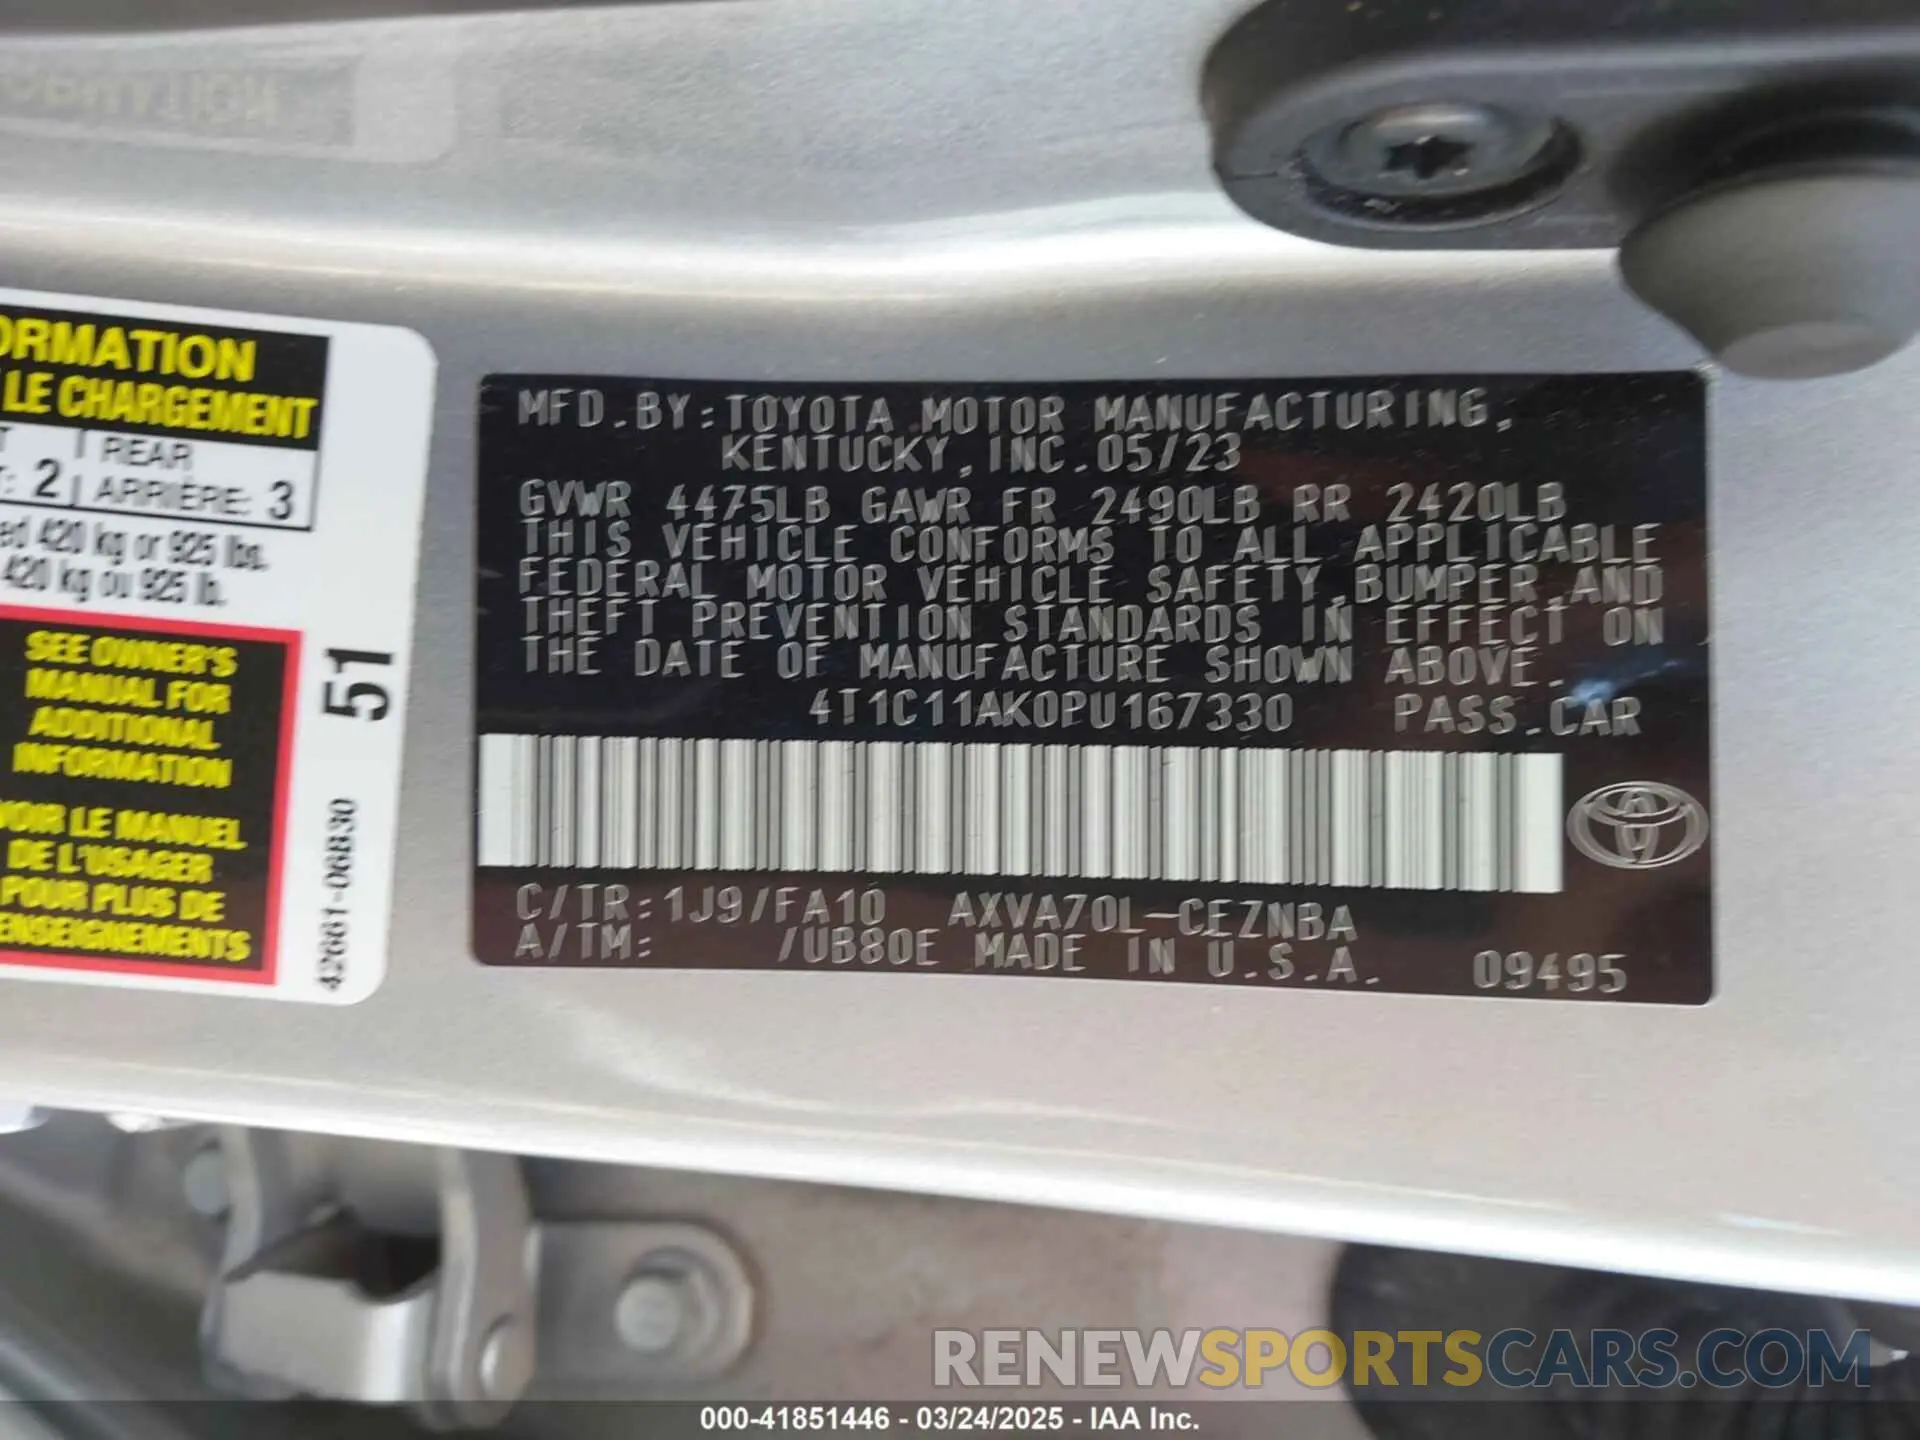 ORMATION
LE CHARGEMENT
REAR
: 2 ARRIÈRE: 3
420 kg or 925 lbs.
420 kg ou 925 lb.
SEE OWNER'S
MANUAL FOR
ADDITIONAL
INFORMATION
VOIR LE MANUEL
DE L'USAGER
POUR PLUS DE
ENSEIGNEMENTS
51
42661-06B30
MFD. BY: TOYOTA MOTOR MANUFACTURING,
KENTUCKY, INC. 05/23
GVWR 4475LB GAWR FR 2490LB RR 2420LB
THIS VEHICLE CONFORMS TO ALL APPLICABLE
FEDERAL MOTOR VEHICLE SAFETY, BUMPER AND
THEFT PREVENTION STANDARDS IN EFFECT ON
THE DATE OF MANUFACTURE SHOWN ABOVE.
4T1C11AK0PU167330 PASS. CAR
C/TR: 1J9/FA10 AXVA70L-CEZNBA
A/TM: /UB80E MADE IN U.S.A. 09495
RENEWSPORTSCARS.COM
000-41851446 - 03/24/2025 - IAA Inc.